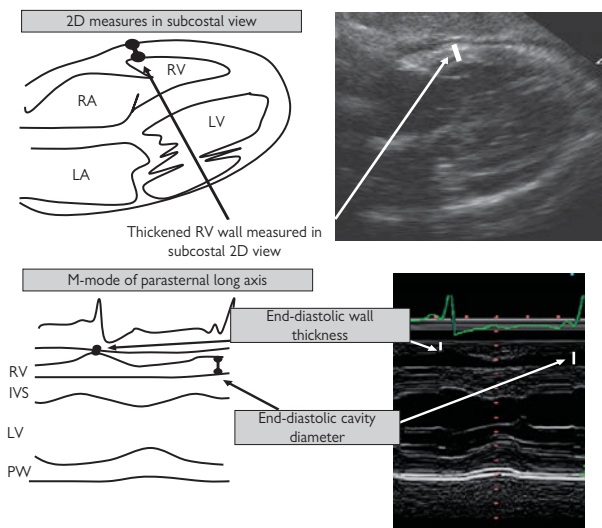 2D measures in subcostal view
RV
RA
LV
LA
Thickened RV wall measured in
subcostal 2D view
M-mode of parasternal long axis
End-diastolic wall
thickness
RV
IVS
End-diastolic cavity
diameter
LV
PW